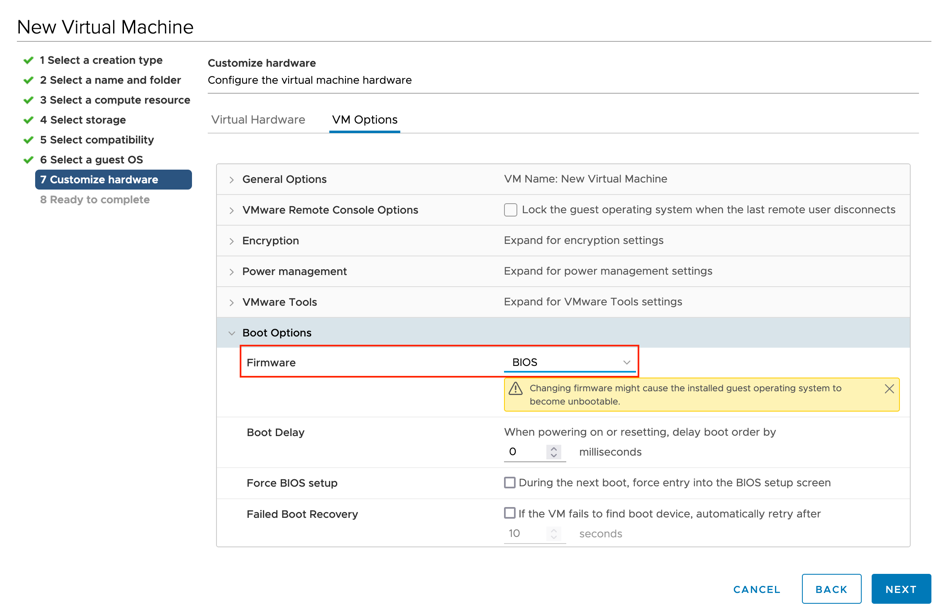 New Virtual Machine
1 Select a creation type
2 Select a name and folder
3 Select a compute resource
4 Select storage
5 Select compatibility
6 Select a guest OS
7 Customize hardware
8 Ready to complete
Customize hardware
Configure the virtual machine hardware
Virtual Hardware VM Options
General Options VM Name: New Virtual Machine
VMware Remote Console Options Lock the guest operating system when the last remote user disconnects
Encryption Expand for encryption settings
Power management Expand for power management settings
VMware Tools Expand for VMware Tools settings
Boot Options
Firmware BIOS
Changing firmware might cause the installed guest operating system to
become unbootable.
Boot Delay When powering on or resetting, delay boot order by
0 milliseconds
Force BIOS setup During the next boot, force entry into the BIOS setup screen
Failed Boot Recovery If the VM fails to find boot device, automatically retry after
10 seconds
CANCEL BACK NEXT